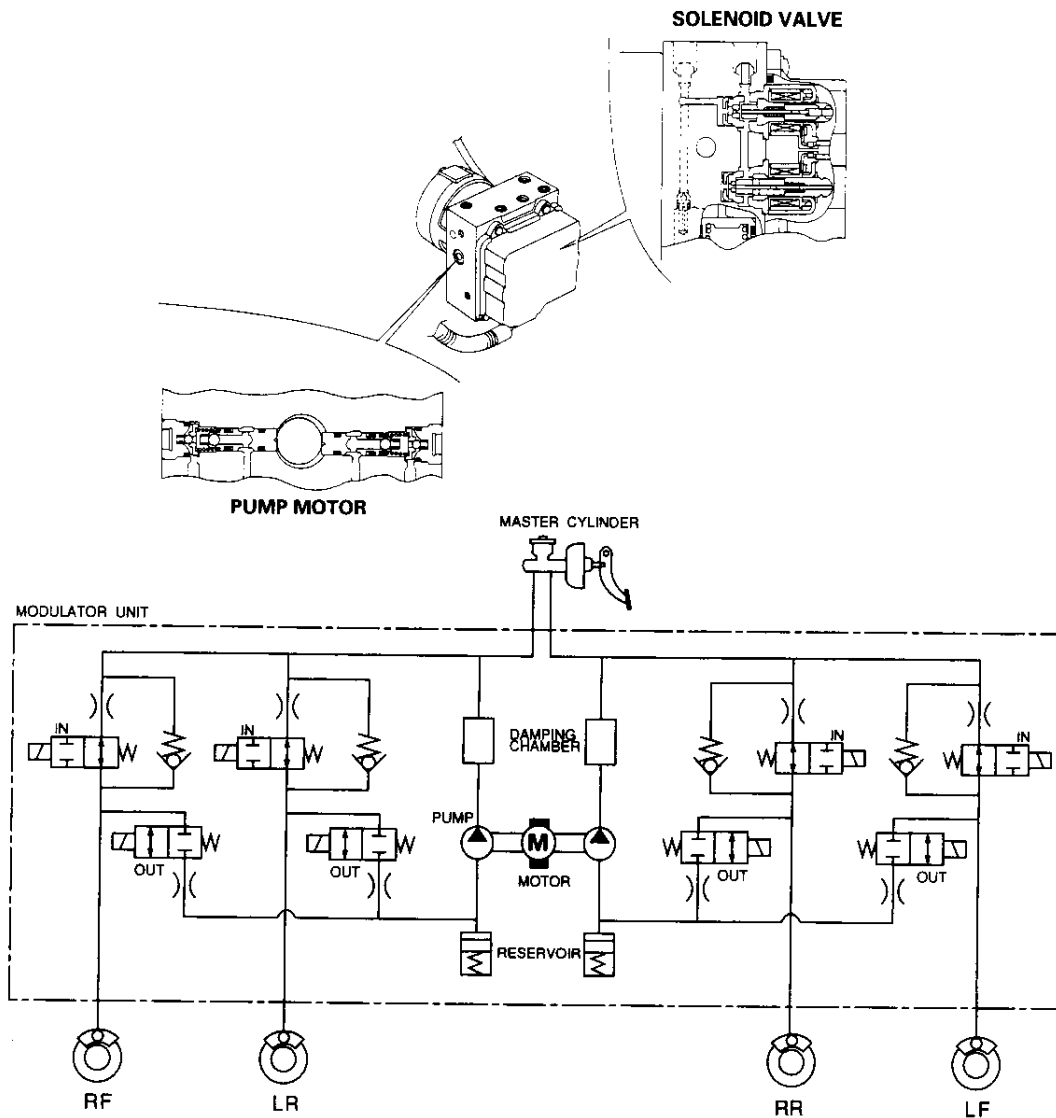 SOLENOID VALVE
PUMP MOTOR
MASTER CYLINDER
MODULATOR UNIT
IN
IN
DAMPING
CHAMBER
IN
IN
PUMP
M
MOTOR
OUT
OUT
OUT
OUT
RESERVOIR
RF
LR
RR
LF